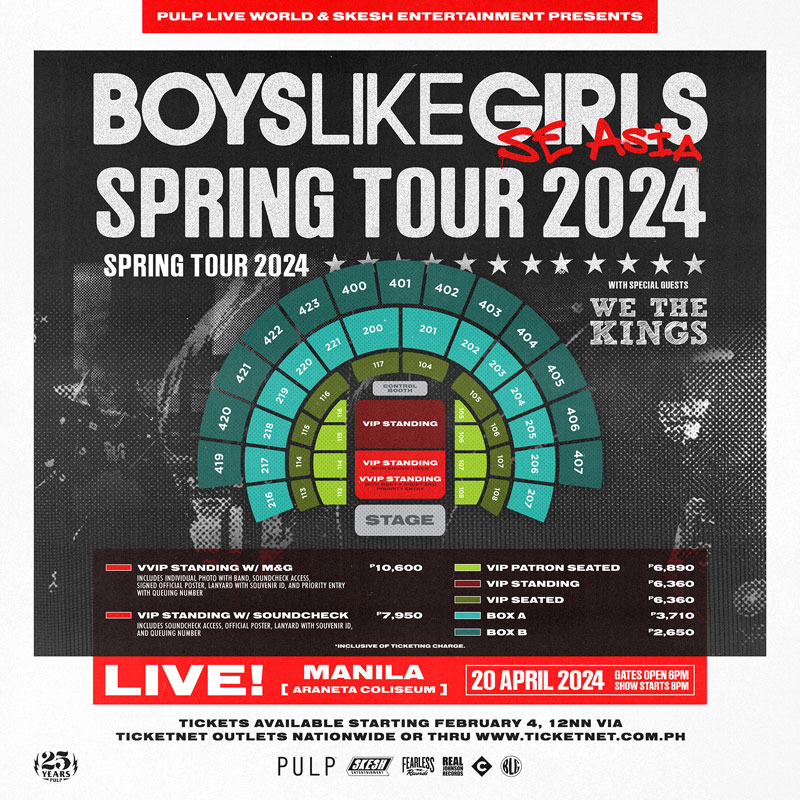 PULP LIVE WORLD & SKESH ENTERTAINMENT PRESENTS
BOYSLIKEGIRLS
SE ASIA
SPRING TOUR 2024
SPRING TOUR 2024
WITH SPECIAL GUESTS
WE THE
KINGS
419 420 421 422 423 400 401 402 403 404 405 406 407
216 217 218 219 220 221 200 201 202 203 204 205 206 207
113 114 115 116 117 104 105 106 107 108
CONTROL
BOOTH
116 105
115 106
114 107
113 108
VIP STANDING
VIP STANDING
VVIP STANDING
STAGE
VVIP STANDING W/ M&G ₱10,600
INCLUDES INDIVIDUAL PHOTO WITH BAND, SOUNDCHECK ACCESS,
SIGNED OFFICIAL POSTER, LANYARD WITH SOUVENIR ID, AND PRIORITY ENTRY
WITH QUEUING NUMBER
VIP STANDING W/ SOUNDCHECK ₱7,950
INCLUDES SOUNDCHECK ACCESS, OFFICIAL POSTER, LANYARD WITH SOUVENIR ID,
AND QUEUING NUMBER
VIP PATRON SEATED ₱6,890
VIP STANDING ₱6,360
VIP SEATED ₱6,360
BOX A ₱3,710
BOX B ₱2,650
*INCLUSIVE OF TICKETING CHARGE.
LIVE!
MANILA
[ ARANETA COLISEUM ]
20 APRIL 2024
GATES OPEN 6PM
SHOW STARTS 8PM
TICKETS AVAILABLE STARTING FEBRUARY 4, 12NN VIA
TICKETNET OUTLETS NATIONWIDE OR THRU WWW.TICKETNET.COM.PH
25
YEARS
PULP
PULP
SKESH
ENTERTAINMENT
FEARLESS
Records
REAL
JOHNSON
RECORDS
C
BLG